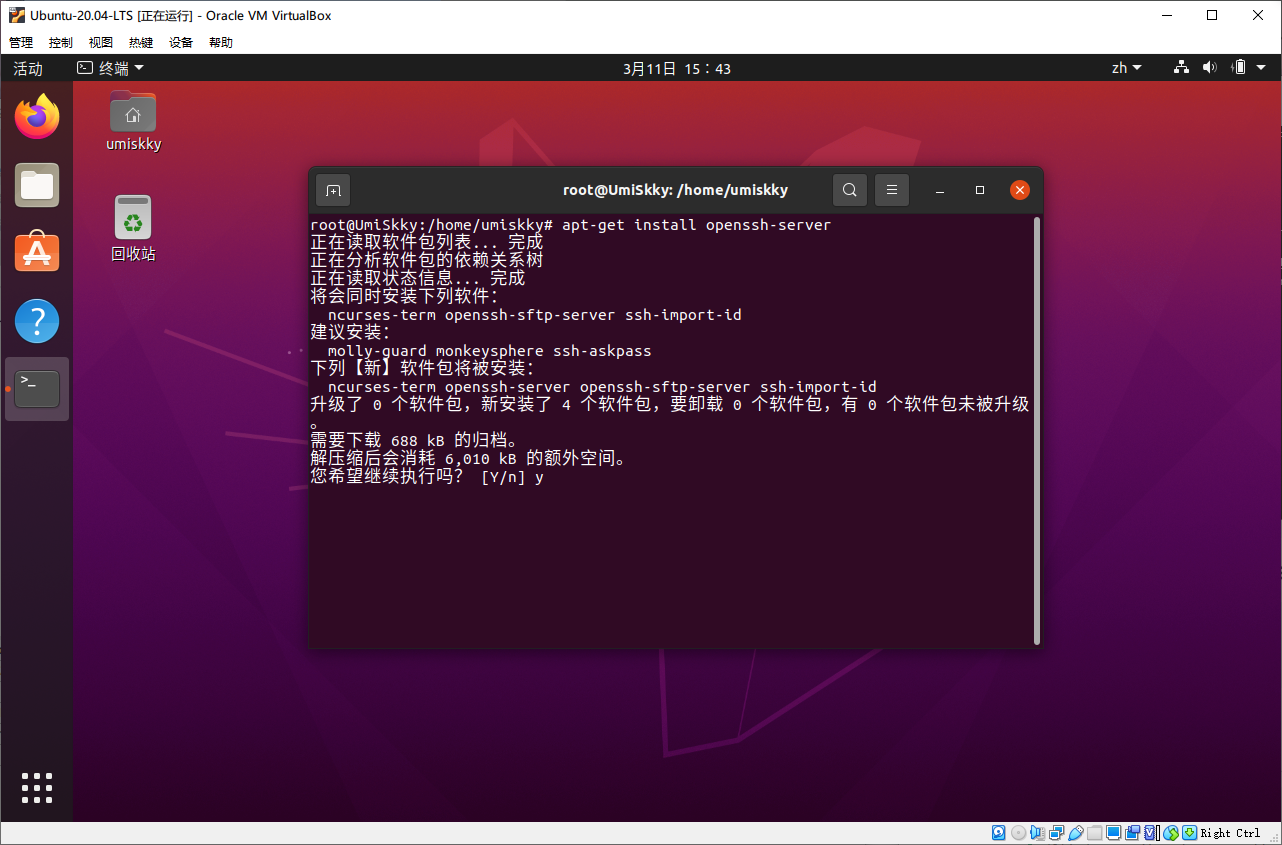 Ubuntu-20.04-LTS [正在运行] - Oracle VM VirtualBox
管理 控制 视图 热键 设备 帮助
活动 终端 3月11日 15：43 zh
umiskky
回收站
root@UmiSkky: /home/umiskky
root@UmiSkky:/home/umiskky# apt-get install openssh-server
正在读取软件包列表... 完成
正在分析软件包的依赖关系树
正在读取状态信息... 完成
将会同时安装下列软件：
ncurses-term openssh-sftp-server ssh-import-id
建议安装：
molly-guard monkeysphere ssh-askpass
下列【新】软件包将被安装：
ncurses-term openssh-server openssh-sftp-server ssh-import-id
升级了 0 个软件包，新安装了 4 个软件包，要卸载 0 个软件包，有 0 个软件包未被升级
。
需要下载 688 kB 的归档。
解压缩后会消耗 6,010 kB 的额外空间。
您希望继续执行吗？ [Y/n] y
Right Ctrl